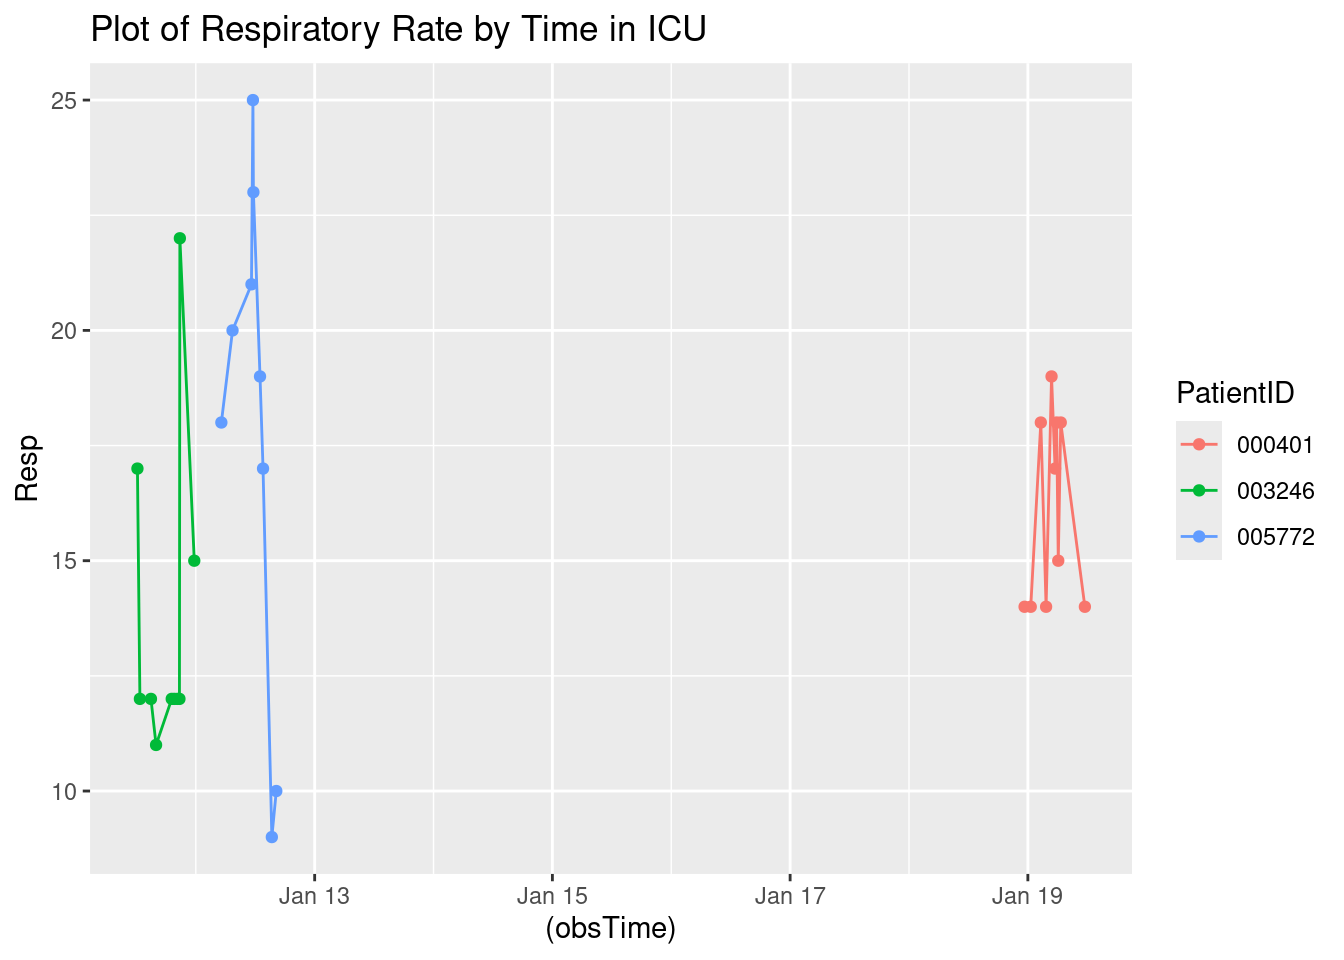 Plot of Respiratory Rate by Time in ICU
25
20
15
10
Resp
Jan 13
Jan 15
Jan 17
Jan 19
(obsTime)
PatientID
000401
003246
005772